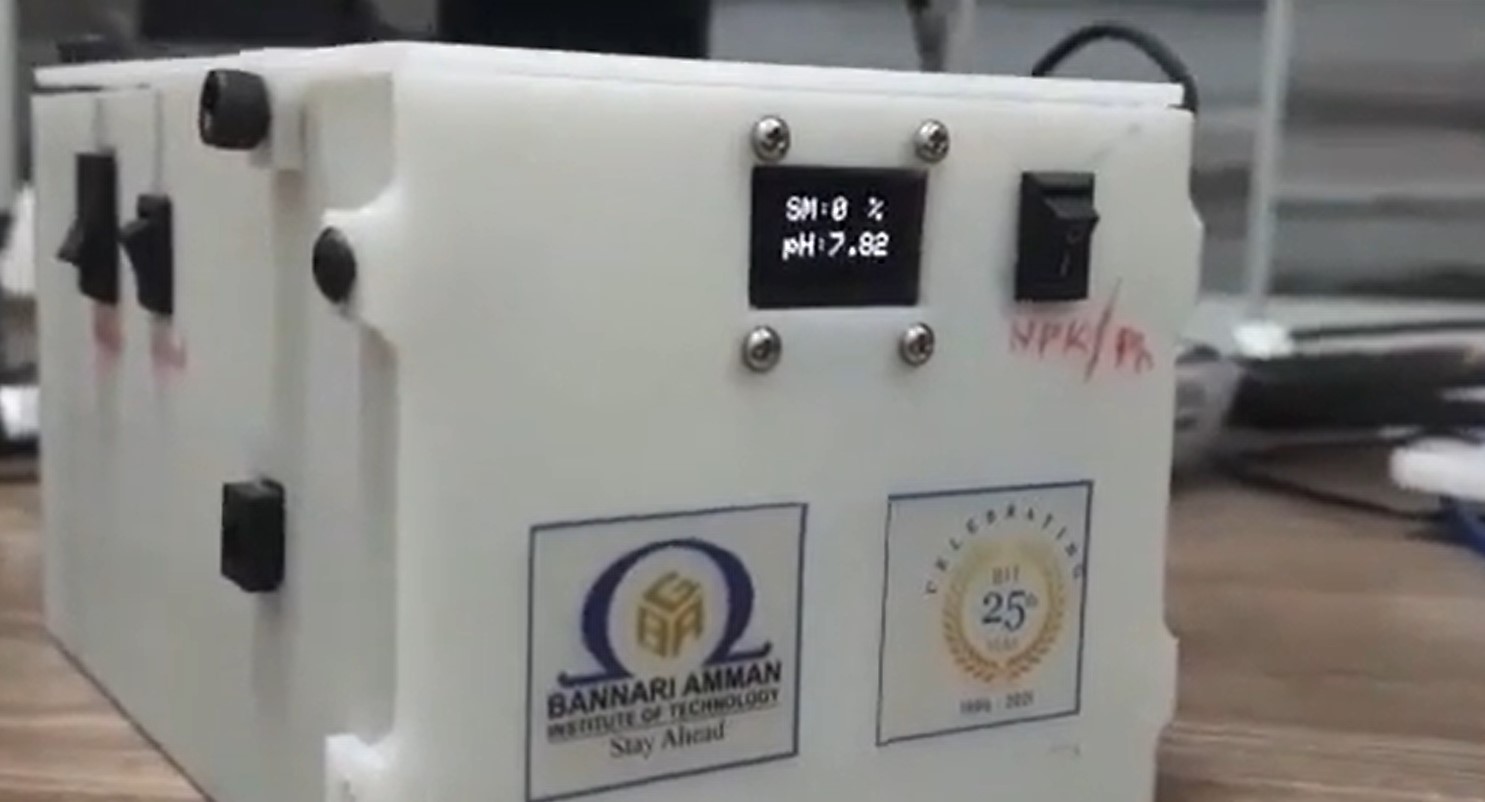 SM:0 %
pH:7.82
NPK/Ph
GBA
BANNARI AMMAN
INSTITUTE OF TECHNOLOGY
Stay Ahead
CELEBRATING
BIT
25th
YEAR
1996 - 2021